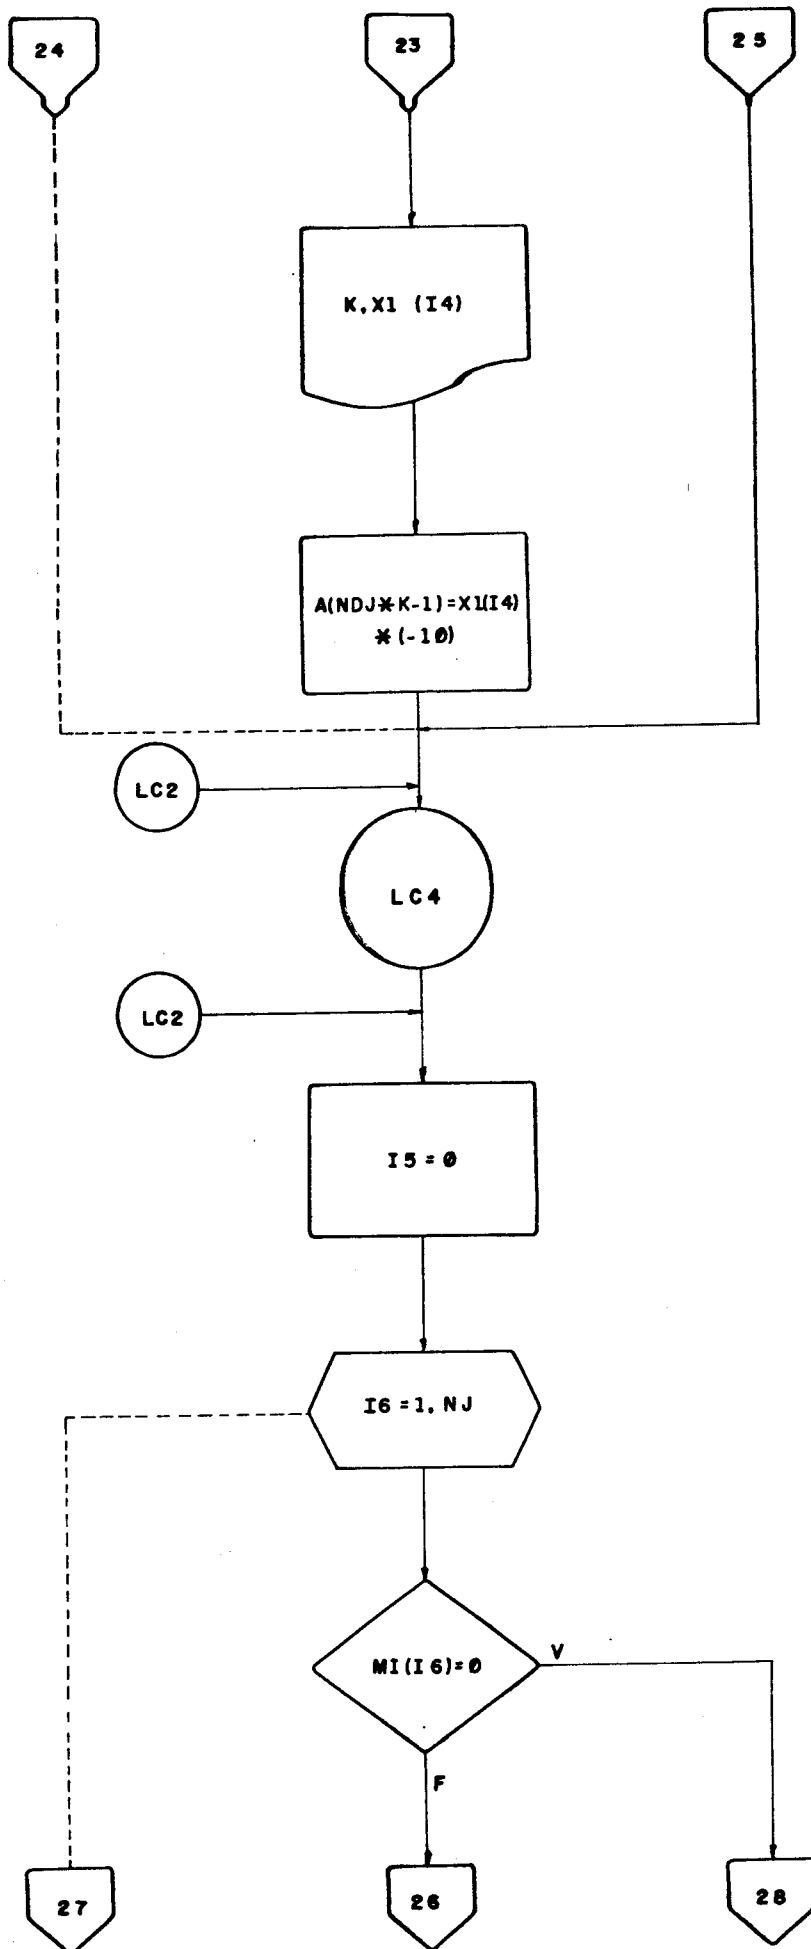 24
23
25
K,X1 (I4)
A(NDJ*K-1)=X1(I4)
*(-10)
LC2
LC4
LC2
I5=0
I6=1, NJ
MI(I6)=0
V
F
27
26
28